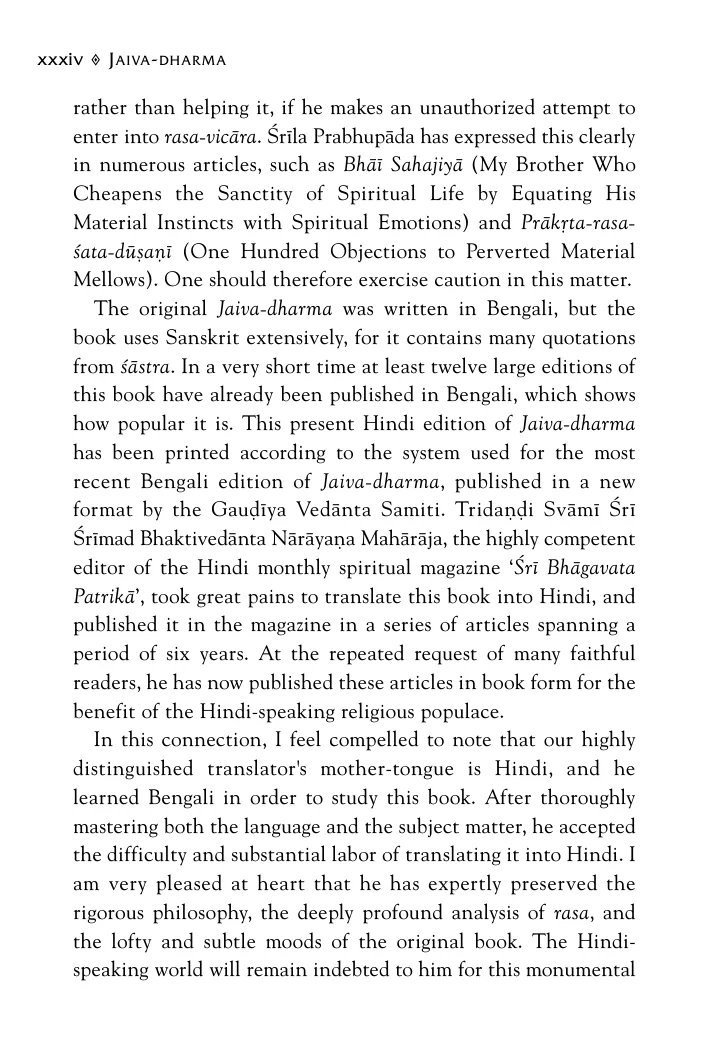 xxxiv ◈ JAIVA-DHARMA
rather than helping it, if he makes an unauthorized attempt to
enter into rasa-vicāra. Śrīla Prabhupāda has expressed this clearly
in numerous articles, such as Bhāī Sahajiyā (My Brother Who
Cheapens the Sanctity of Spiritual Life by Equating His
Material Instincts with Spiritual Emotions) and Prākṛta-rasa-
śata-dūṣaṇī (One Hundred Objections to Perverted Material
Mellows). One should therefore exercise caution in this matter.
The original Jaiva-dharma was written in Bengali, but the
book uses Sanskrit extensively, for it contains many quotations
from śāstra. In a very short time at least twelve large editions of
this book have already been published in Bengali, which shows
how popular it is. This present Hindi edition of Jaiva-dharma
has been printed according to the system used for the most
recent Bengali edition of Jaiva-dharma, published in a new
format by the Gauḍīya Vedānta Samiti. Tridaṇḍi Svāmī Śrī
Śrīmad Bhaktivedānta Nārāyaṇa Mahārāja, the highly competent
editor of the Hindi monthly spiritual magazine ‘Śrī Bhāgavata
Patrikā’, took great pains to translate this book into Hindi, and
published it in the magazine in a series of articles spanning a
period of six years. At the repeated request of many faithful
readers, he has now published these articles in book form for the
benefit of the Hindi-speaking religious populace.
In this connection, I feel compelled to note that our highly
distinguished translator's mother-tongue is Hindi, and he
learned Bengali in order to study this book. After thoroughly
mastering both the language and the subject matter, he accepted
the difficulty and substantial labor of translating it into Hindi. I
am very pleased at heart that he has expertly preserved the
rigorous philosophy, the deeply profound analysis of rasa, and
the lofty and subtle moods of the original book. The Hindi-
speaking world will remain indebted to him for this monumental